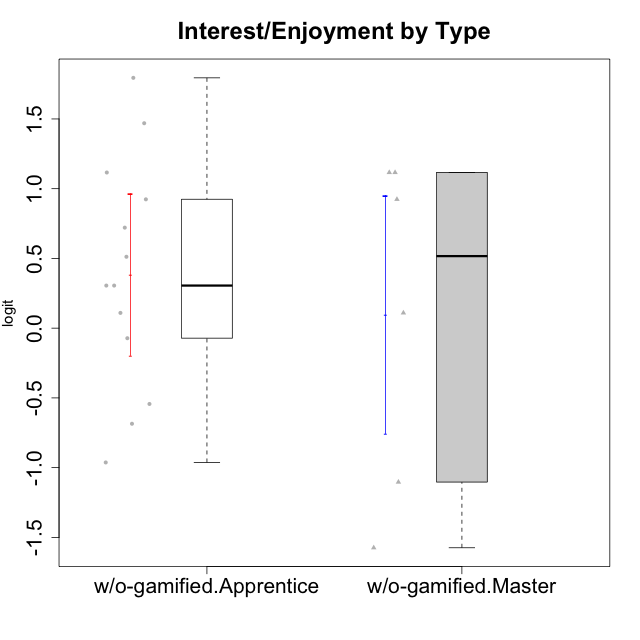 Interest/Enjoyment by Type
logit
1.5
1.0
0.5
0.0
-0.5
-1.0
-1.5
w/o-gamified.Apprentice
w/o-gamified.Master